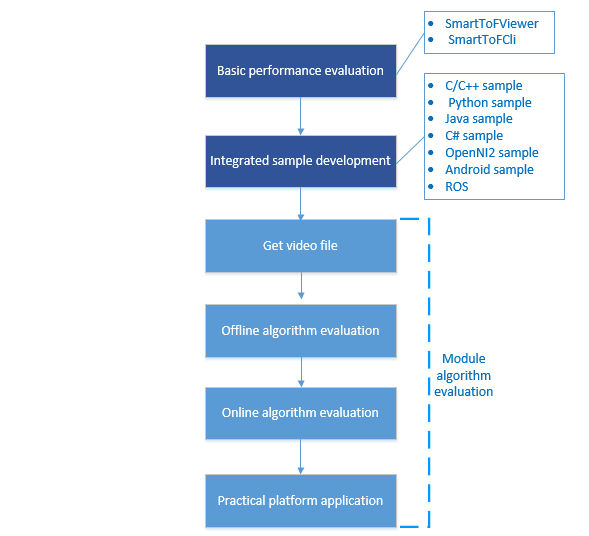 SmartToFViewer
SmartToFCli
Basic performance evaluation
C/C++ sample
Python sample
Java sample
C# sample
OpenNI2 sample
Android sample
ROS
Integrated sample development
Get video file
Offline algorithm evaluation
Module
algorithm
evaluation
Online algorithm evaluation
Practical platform application